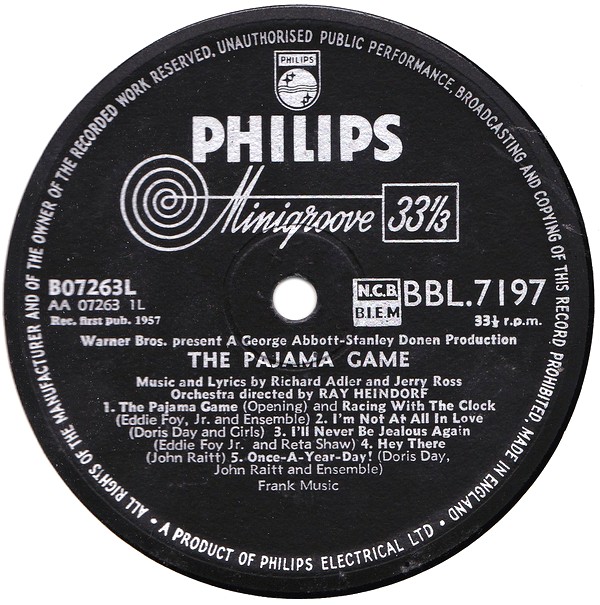 ALL RIGHTS OF THE MANUFACTURER AND OF THE OWNER OF THE RECORDED WORK RESERVED. UNAUTHORISED PUBLIC PERFORMANCE, BROADCASTING AND COPYING OF THIS RECORD PROHIBITED. MADE IN ENGLAND
PHILIPS
PHILIPS
Minigroove 33⅓
B07263L
AA 07263 1L
Rec. first pub. 1957
N.C.B.
B.I.E.M
BBL.7197
33⅓ r.p.m.
Warner Bros. present A George Abbott-Stanley Donen Production
THE PAJAMA GAME
Music and Lyrics by Richard Adler and Jerry Ross
Orchestra directed by RAY HEINDORF
1. The Pajama Game (Opening) and Racing With The Clock
(Eddie Foy, Jr. and Ensemble) 2. I'm Not At All In Love
(Doris Day and Girls) 3. I'll Never Be Jealous Again
(Eddie Foy Jr. and Reta Shaw) 4. Hey There
(John Raitt) 5. Once-A-Year-Day! (Doris Day,
John Raitt and Ensemble)
Frank Music
• A PRODUCT OF PHILIPS ELECTRICAL LTD •